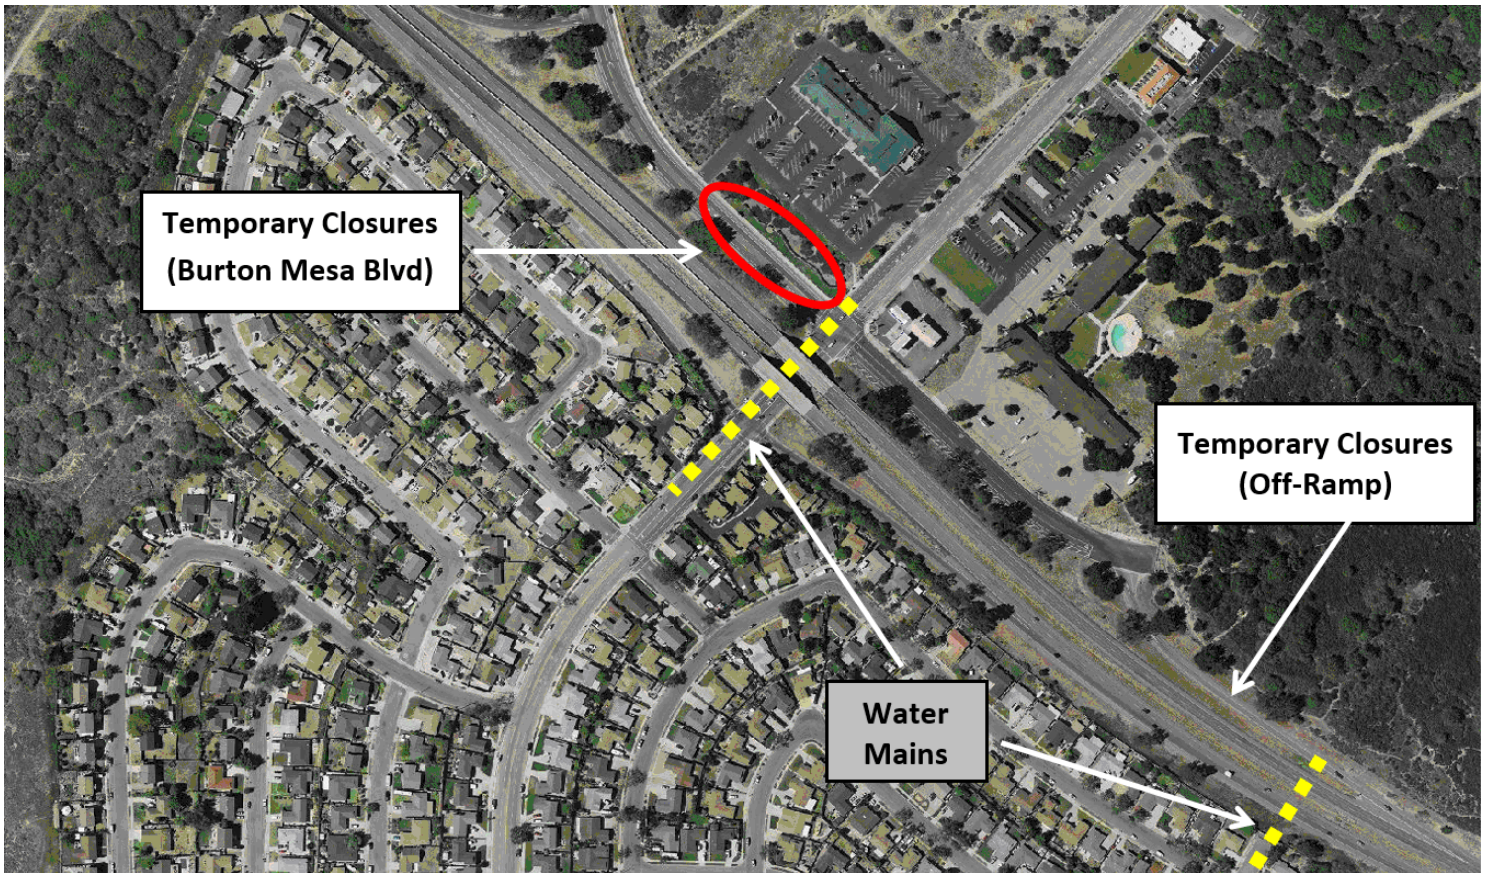 Temporary Closures
(Burton Mesa Blvd)
Temporary Closures
(Off-Ramp)
Water
Mains